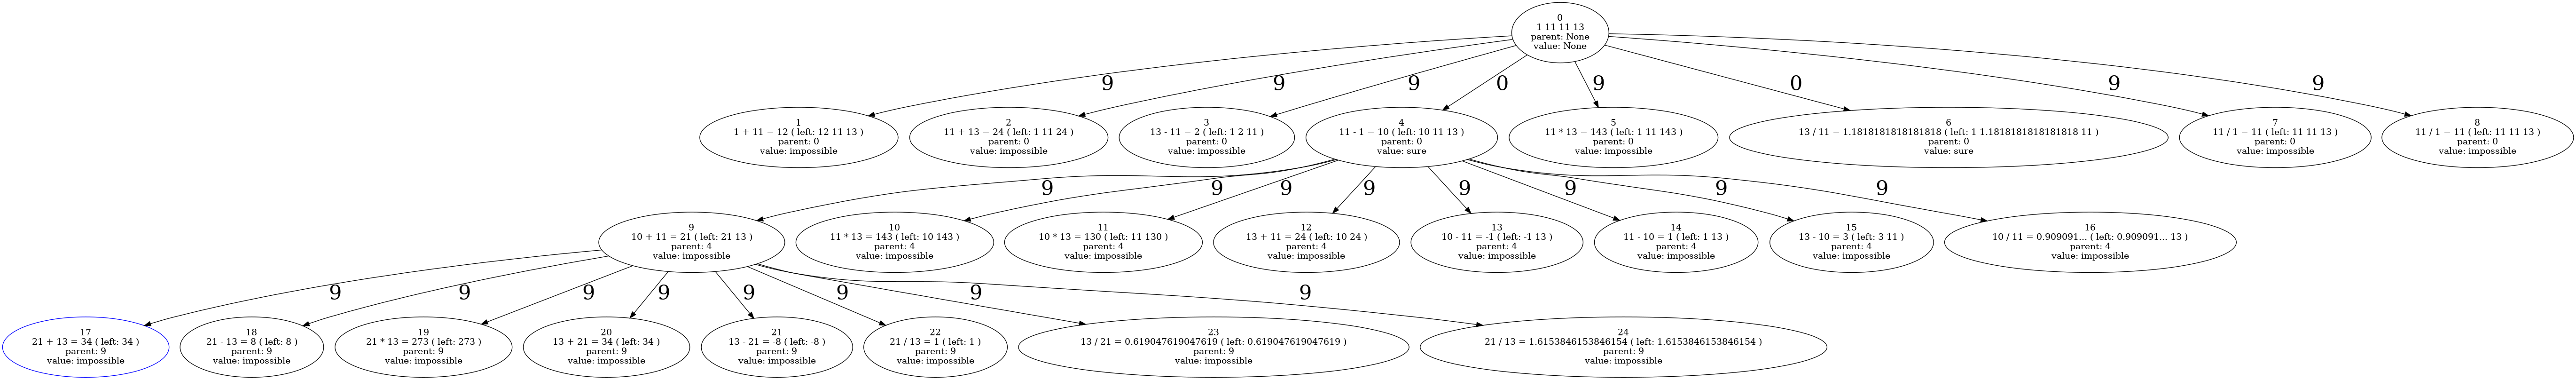 0
1 11 11 13
parent: None
value: None
9
9
9
0
9
0
9
9
1
1 + 11 = 12 ( left: 12 11 13 )
parent: 0
value: impossible
2
11 + 13 = 24 ( left: 1 11 24 )
parent: 0
value: impossible
3
13 - 11 = 2 ( left: 1 2 11 )
parent: 0
value: impossible
4
11 - 1 = 10 ( left: 10 11 13 )
parent: 0
value: sure
5
11 * 13 = 143 ( left: 1 11 143 )
parent: 0
value: impossible
6
13 / 11 = 1.1818181818181818 ( left: 1 1.1818181818181818 11 )
parent: 0
value: sure
7
11 / 1 = 11 ( left: 11 11 13 )
parent: 0
value: impossible
8
11 / 1 = 11 ( left: 11 11 13 )
parent: 0
value: impossible
9
9
9
9
9
9
9
9
9
10 + 11 = 21 ( left: 21 13 )
parent: 4
value: impossible
10
11 * 13 = 143 ( left: 10 143 )
parent: 4
value: impossible
11
10 * 13 = 130 ( left: 11 130 )
parent: 4
value: impossible
12
13 + 11 = 24 ( left: 10 24 )
parent: 4
value: impossible
13
10 - 11 = -1 ( left: -1 13 )
parent: 4
value: impossible
14
11 - 10 = 1 ( left: 1 13 )
parent: 4
value: impossible
15
13 - 10 = 3 ( left: 3 11 )
parent: 4
value: impossible
16
10 / 11 = 0.909091... ( left: 0.909091... 13 )
parent: 4
value: impossible
9
9
9
9
9
9
9
9
17
21 + 13 = 34 ( left: 34 )
parent: 9
value: impossible
18
21 - 13 = 8 ( left: 8 )
parent: 9
value: impossible
19
21 * 13 = 273 ( left: 273 )
parent: 9
value: impossible
20
13 + 21 = 34 ( left: 34 )
parent: 9
value: impossible
21
13 - 21 = -8 ( left: -8 )
parent: 9
value: impossible
22
21 / 13 = 1 ( left: 1 )
parent: 9
value: impossible
23
13 / 21 = 0.619047619047619 ( left: 0.619047619047619 )
parent: 9
value: impossible
24
21 / 13 = 1.6153846153846154 ( left: 1.6153846153846154 )
parent: 9
value: impossible